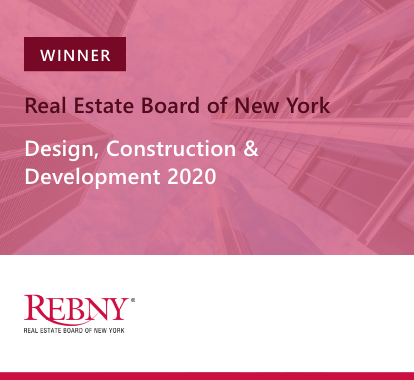 WINNER
Real Estate Board of New York
Design, Construction &
Development 2020
REBNY®
REAL ESTATE BOARD OF NEW YORK